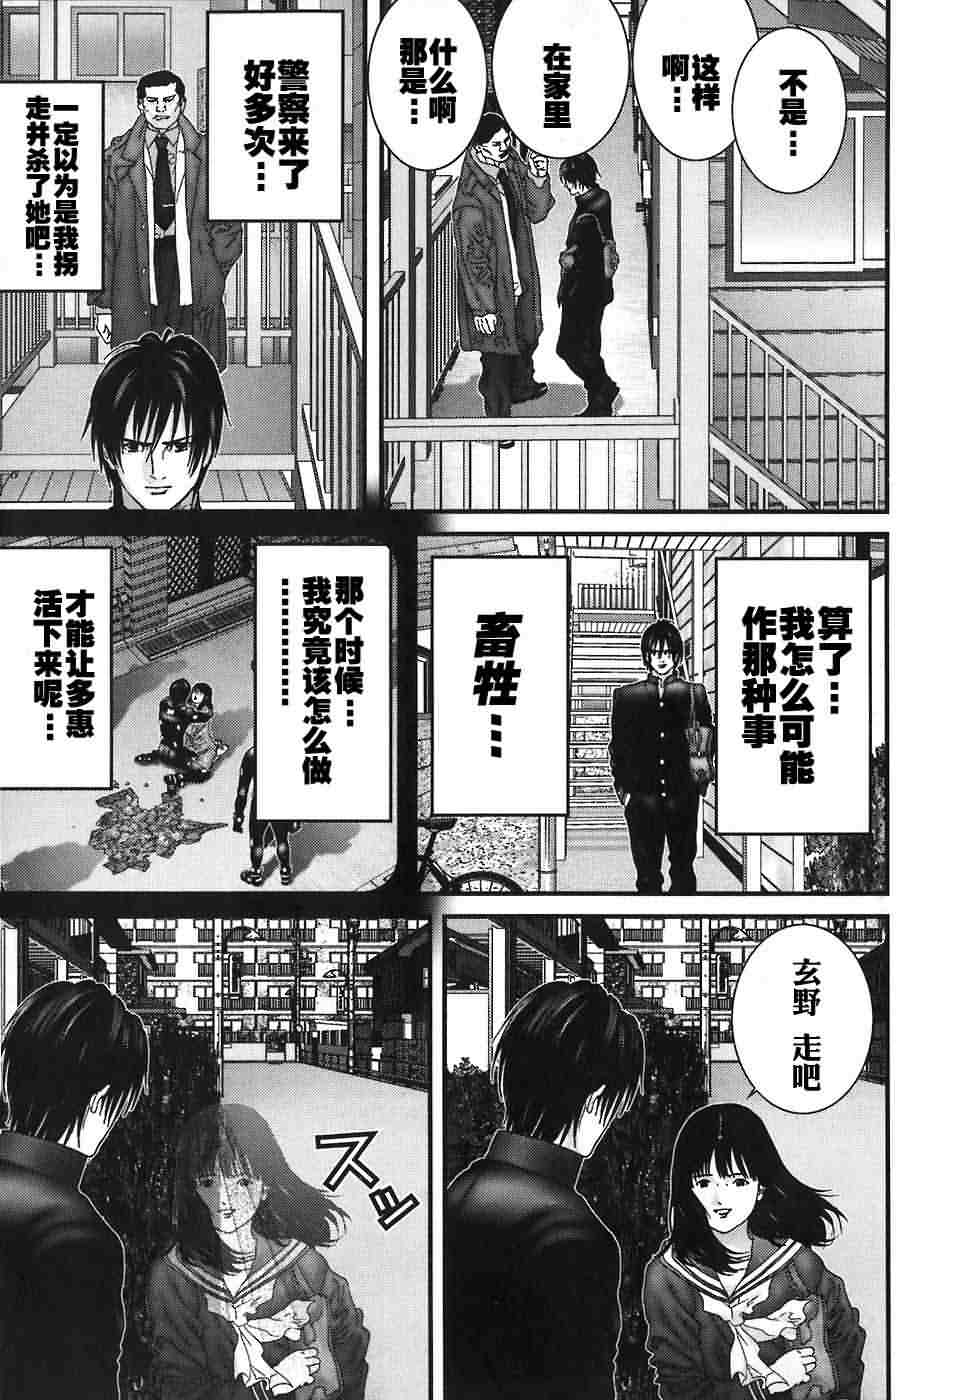 不是…
这样
啊…
在家里
什么啊
那是…
警察来了
好多次…
一定以为是我拐
走井杀了她吧…
算了…
我怎么可能
作那种事
畜牲…
那个时候…
我究竟该怎么做
…………
才能让多惠
活下来呢…
玄野 走吧
スッ